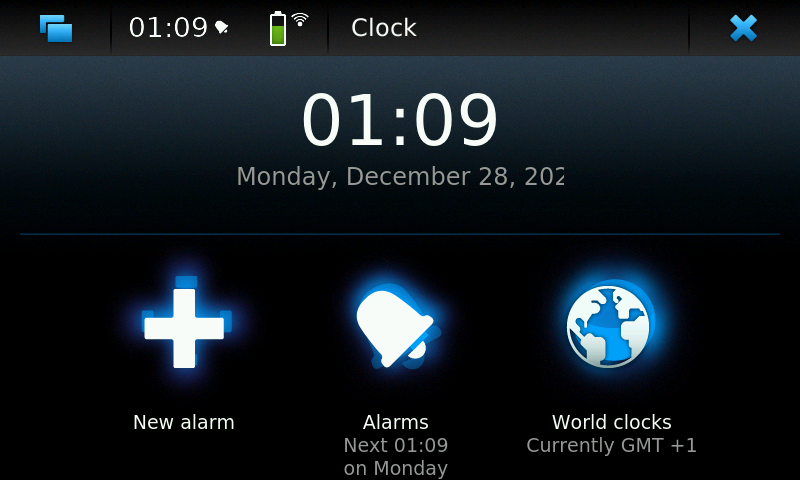 01:09
Clock
01:09
Monday, December 28, 202
New alarm
Alarms
Next 01:09
on Monday
World clocks
Currently GMT +1